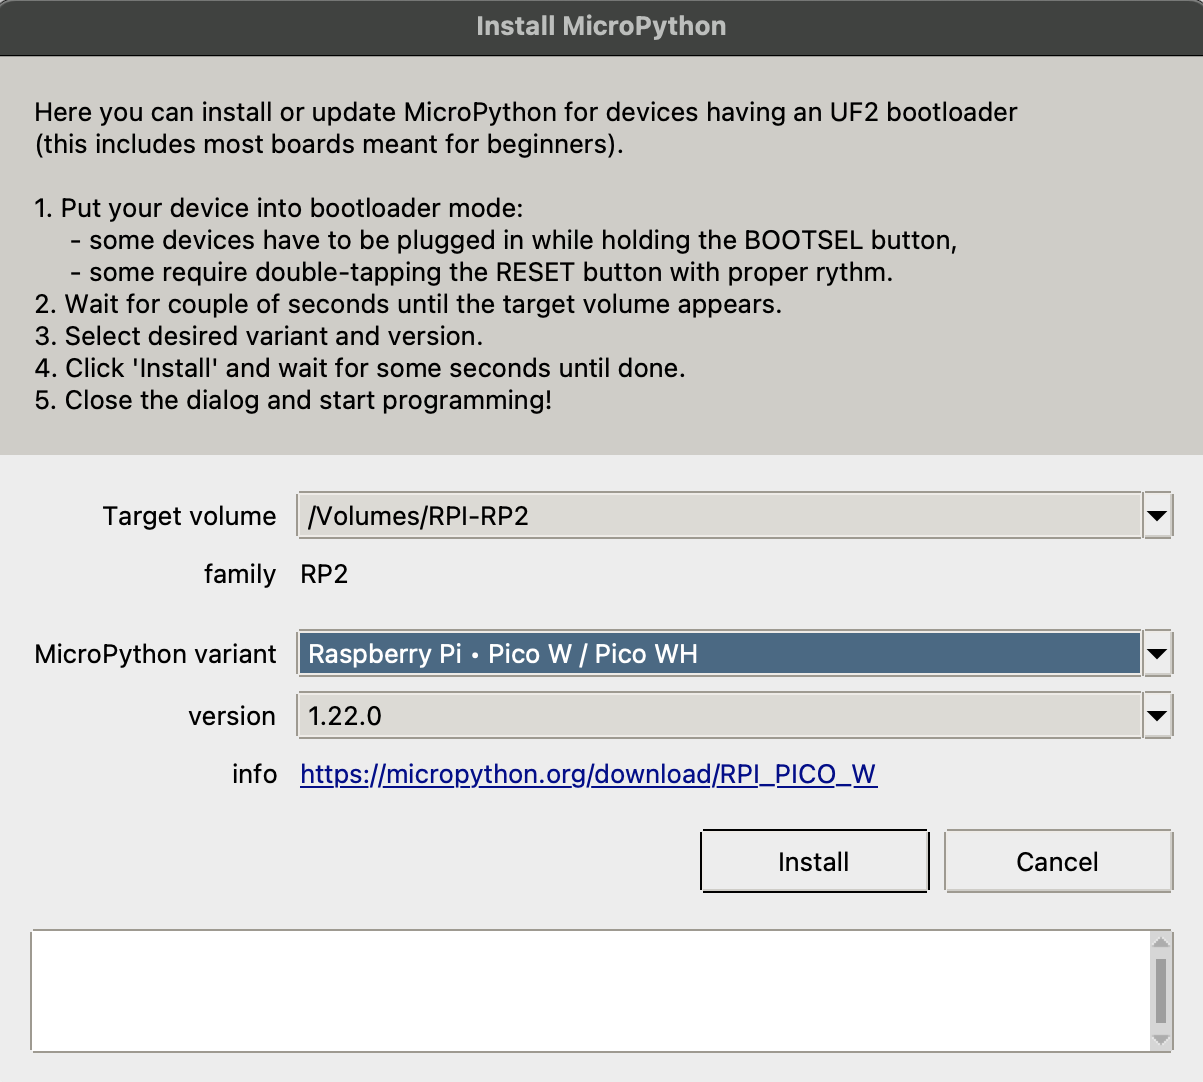 Install MicroPython
Here you can install or update MicroPython for devices having an UF2 bootloader
(this includes most boards meant for beginners).
1. Put your device into bootloader mode:
- some devices have to be plugged in while holding the BOOTSEL button,
- some require double-tapping the RESET button with proper rythm.
2. Wait for couple of seconds until the target volume appears.
3. Select desired variant and version.
4. Click 'Install' and wait for some seconds until done.
5. Close the dialog and start programming!
Target volume /Volumes/RPI-RP2
family RP2
MicroPython variant Raspberry Pi • Pico W / Pico WH
version 1.22.0
info https://micropython.org/download/RPI_PICO_W
Install Cancel